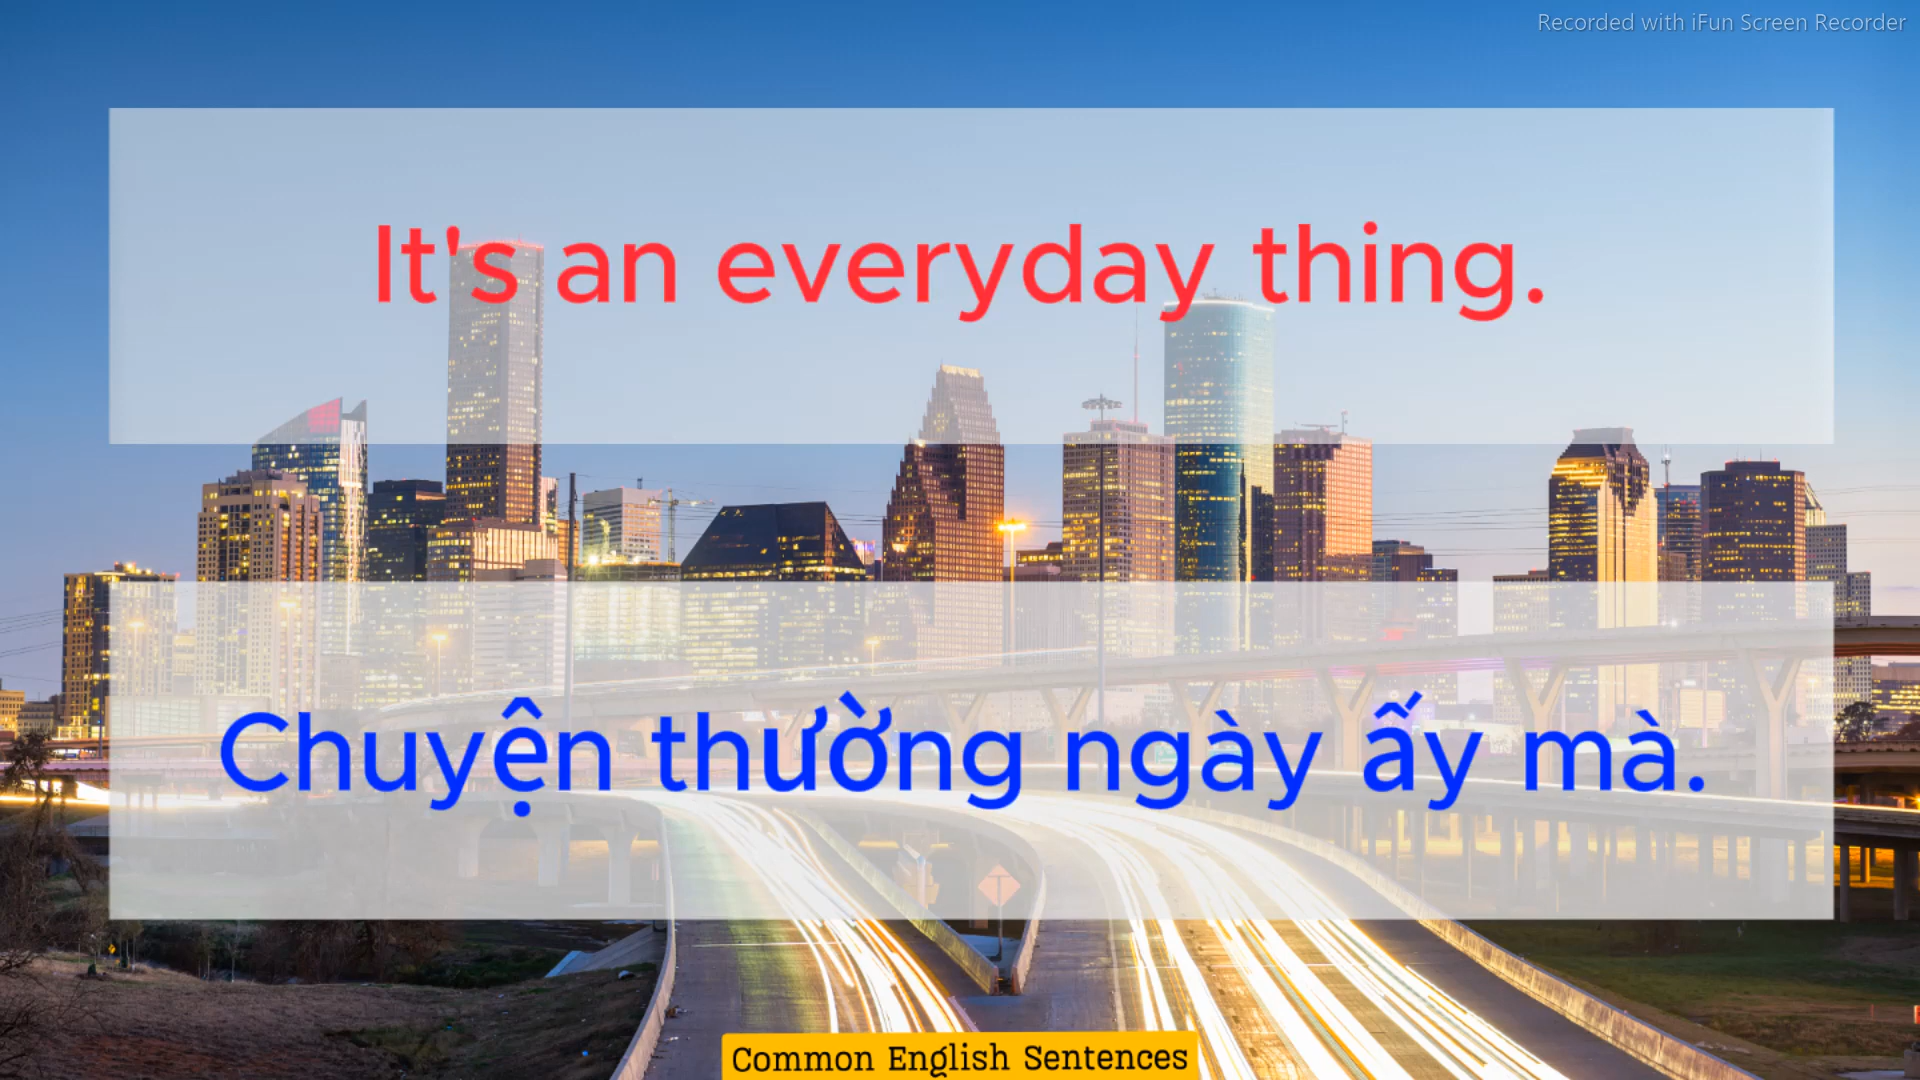 Recorded with iFun Screen Recorder
It's an everyday thing.
Chuyện thường ngày ấy mà.
Common English Sentences